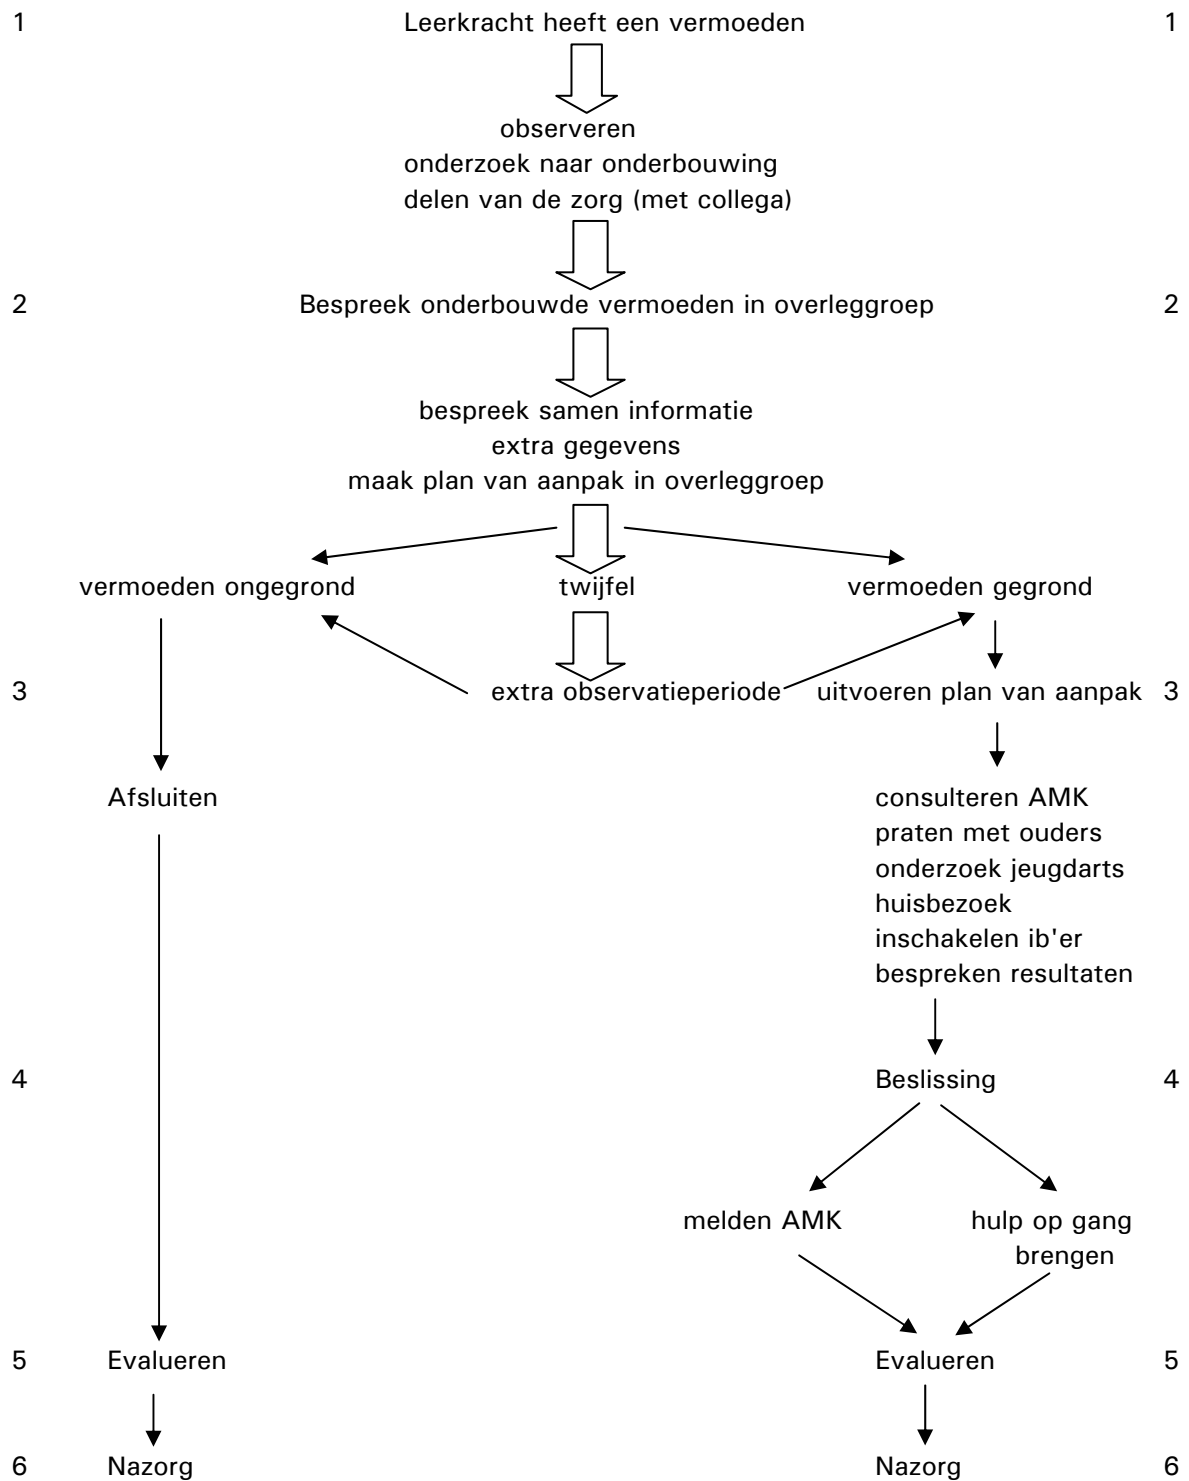 1 Leerkracht heeft een vermoeden 1
observeren
onderzoek naar onderbouwing
delen van de zorg (met collega)
2 Bespreek onderbouwde vermoeden in overleggroep 2
bespreek samen informatie
extra gegevens
maak plan van aanpak in overleggroep
vermoeden ongegrond twijfel vermoeden gegrond
3 extra observatieperiode uitvoeren plan van aanpak 3
Afsluiten consulteren AMK
praten met ouders
onderzoek jeugdarts
huisbezoek
inschakelen ib'er
bespreken resultaten
4 Beslissing 4
melden AMK hulp op gang
brengen
5 Evalueren Evalueren 5
6 Nazorg Nazorg 6